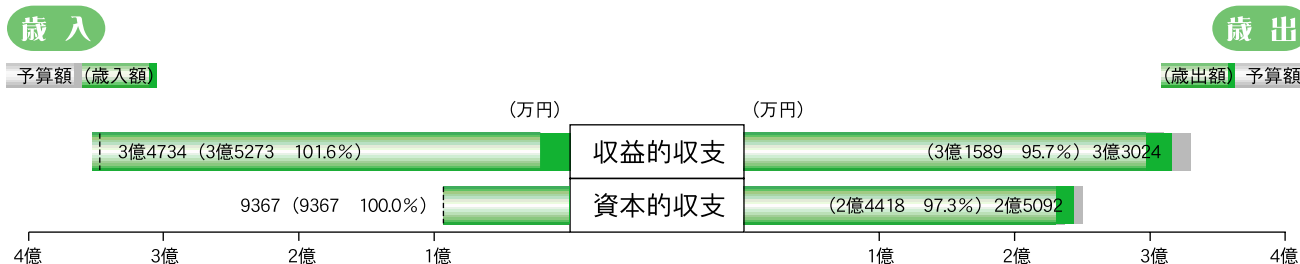 歳入
歳出
予算額 (歳入額)
(歳出額) 予算額
(万円) (万円)
3億4734 (3億5273 101.6%) 収益的収支 (3億1589 95.7%) 3億3024
9367 (9367 100.0%) 資本的収支 (2億4418 97.3%) 2億5092
4億 3億 2億 1億 1億 2億 3億 4億